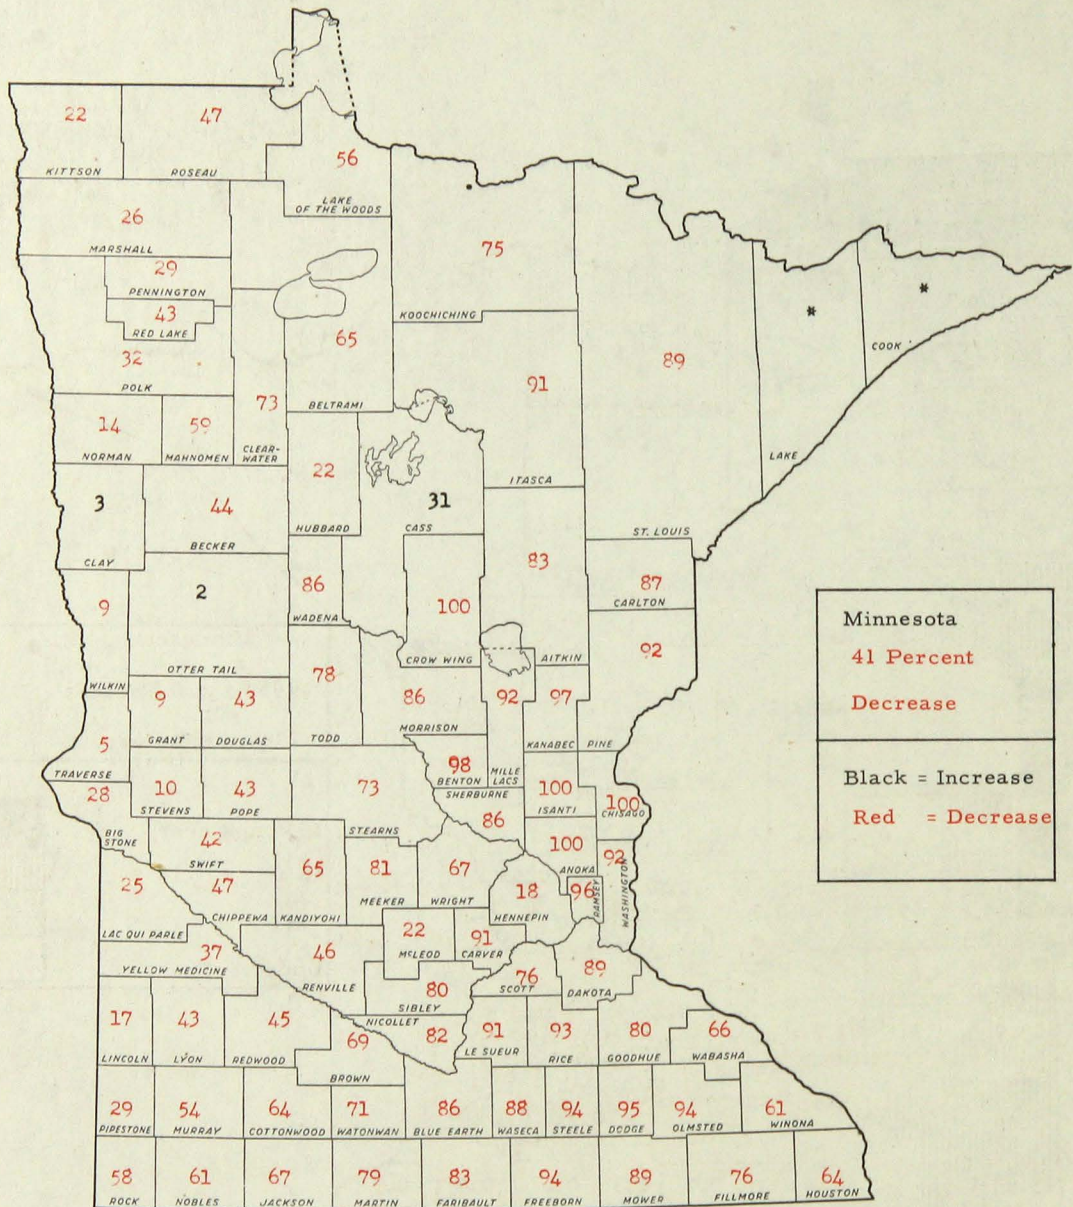 22
KITTSON
47
ROSEAU
56
LAKE
OF THE WOODS
26
MARSHALL
29
PENNINGTON
43
RED LAKE
75
KOOCHICHING
*
COOK
*
LAKE
89
ST. LOUIS
32
POLK
65
BELTRAMI
73
CLEAR-
WATER
91
ITASCA
14
NORMAN
59
MAHNOMEN
22
HUBBARD
31
CASS
3
CLAY
44
BECKER
2
OTTER TAIL
86
WADENA
100
CROW WING
83
AITKIN
87
CARLTON
92
PINE
9
WILKIN
9
GRANT
43
DOUGLAS
78
TODD
86
MORRISON
92
MILLE
LACS
97
KANABEC
5
TRAVERSE
10
STEVENS
43
POPE
73
STEARNS
98
BENTON
SHERBURNE
86
100
ISANTI
100
CHISAGO
28
BIG
STONE
42
SWIFT
65
KANDIYOHI
81
MEEKER
67
WRIGHT
100
ANOKA
92
WASHINGTON
96
RAMSEY
18
HENNEPIN
25
LAC QUI PARLE
47
CHIPPEWA
37
YELLOW MEDICINE
46
RENVILLE
22
McLEOD
91
CARVER
76
SCOTT
89
DAKOTA
80
SIBLEY
NICOLLET
82
17
LINCOLN
43
LYON
45
REDWOOD
69
BROWN
91
LE SUEUR
93
RICE
80
GOODHUE
66
WABASHA
29
PIPESTONE
54
MURRAY
64
COTTONWOOD
71
WATONWAN
86
BLUE EARTH
88
WASECA
94
STEELE
95
DODGE
94
OLMSTED
61
WINONA
58
ROCK
61
NOBLES
67
JACKSON
79
MARTIN
83
FARIBAULT
94
FREEBORN
89
MOWER
76
FILLMORE
64
HOUSTON
Minnesota
41 Percent
Decrease
Black = Increase
Red = Decrease